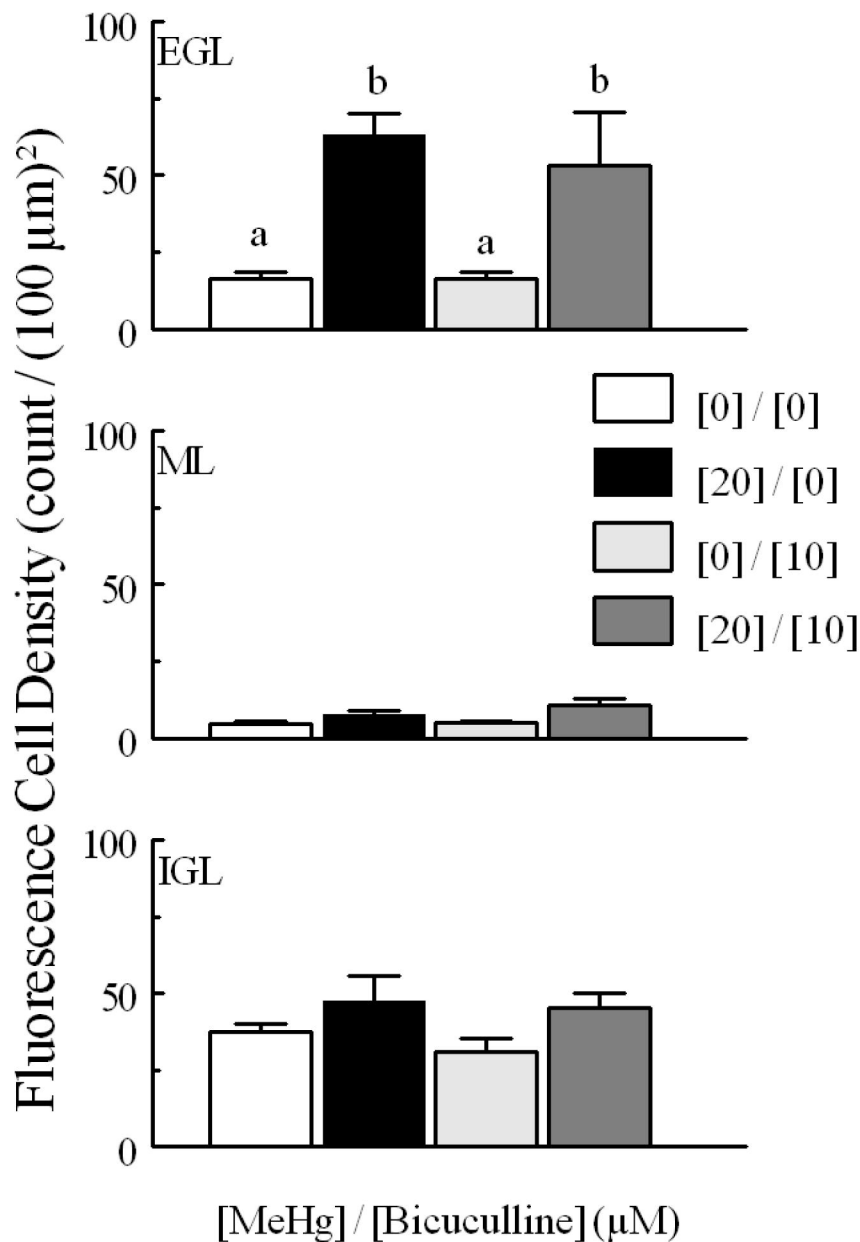 Fluorescence Cell Density (count / (100 µm)²
100
EGL
b
b
50
a
a
0
[0] / [0]
[20] / [0]
[0] / [10]
[20] / [10]
100
ML
50
0
100
IGL
50
0
[MeHg] / [Bicuculline] (µM)